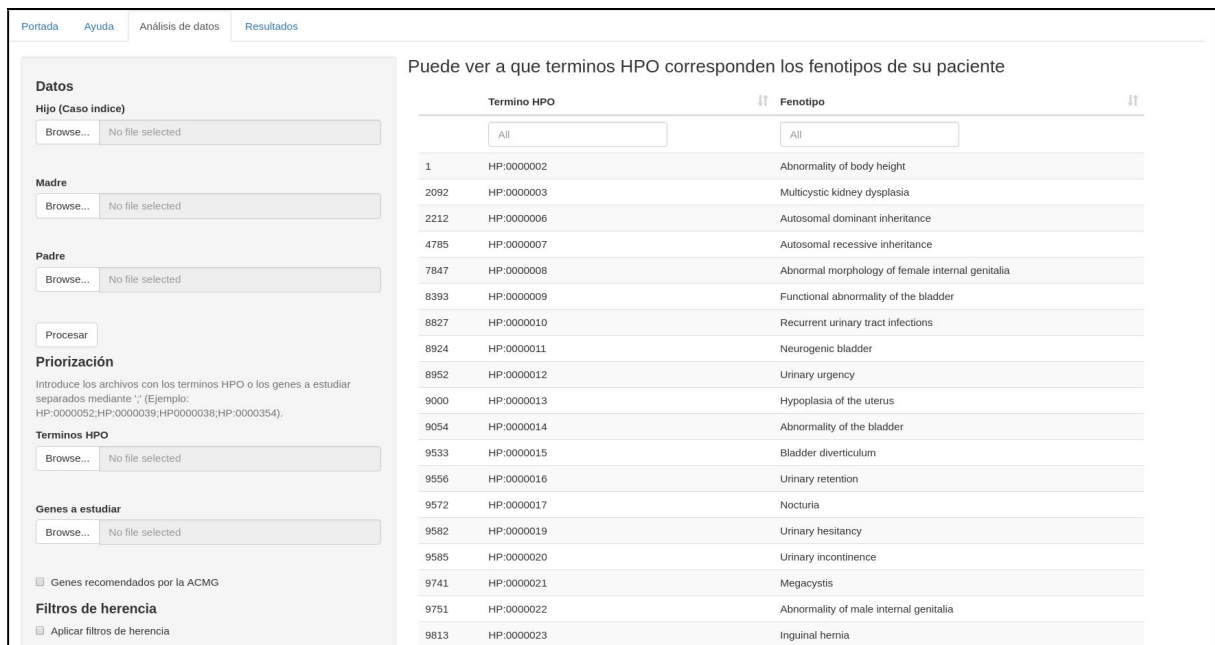 Portada Ayuda Análisis de datos Resultados
Datos
Hijo (Caso indice)
Browse... No file selected
Madre
Browse... No file selected
Padre
Browse... No file selected
Procesar
Priorización
Introduce los archivos con los terminos HPO o los genes a estudiar
separados mediante ';' (Ejemplo:
HP:0000052;HP:0000039;HP0000038;HP:0000354).
Terminos HPO
Browse... No file selected
Genes a estudiar
Browse... No file selected
Genes recomendados por la ACMG
Filtros de herencia
Aplicar filtros de herencia
Puede ver a que terminos HPO corresponden los fenotipos de su paciente
Termino HPO Fenotipo
All All
1 HP:0000002 Abnormality of body height
2092 HP:0000003 Multicystic kidney dysplasia
2212 HP:0000006 Autosomal dominant inheritance
4785 HP:0000007 Autosomal recessive inheritance
7847 HP:0000008 Abnormal morphology of female internal genitalia
8393 HP:0000009 Functional abnormality of the bladder
8827 HP:0000010 Recurrent urinary tract infections
8924 HP:0000011 Neurogenic bladder
8952 HP:0000012 Urinary urgency
9000 HP:0000013 Hypoplasia of the uterus
9054 HP:0000014 Abnormality of the bladder
9533 HP:0000015 Bladder diverticulum
9556 HP:0000016 Urinary retention
9572 HP:0000017 Nocturia
9582 HP:0000019 Urinary hesitancy
9585 HP:0000020 Urinary incontinence
9741 HP:0000021 Megacystis
9751 HP:0000022 Abnormality of male internal genitalia
9813 HP:0000023 Inguinal hernia